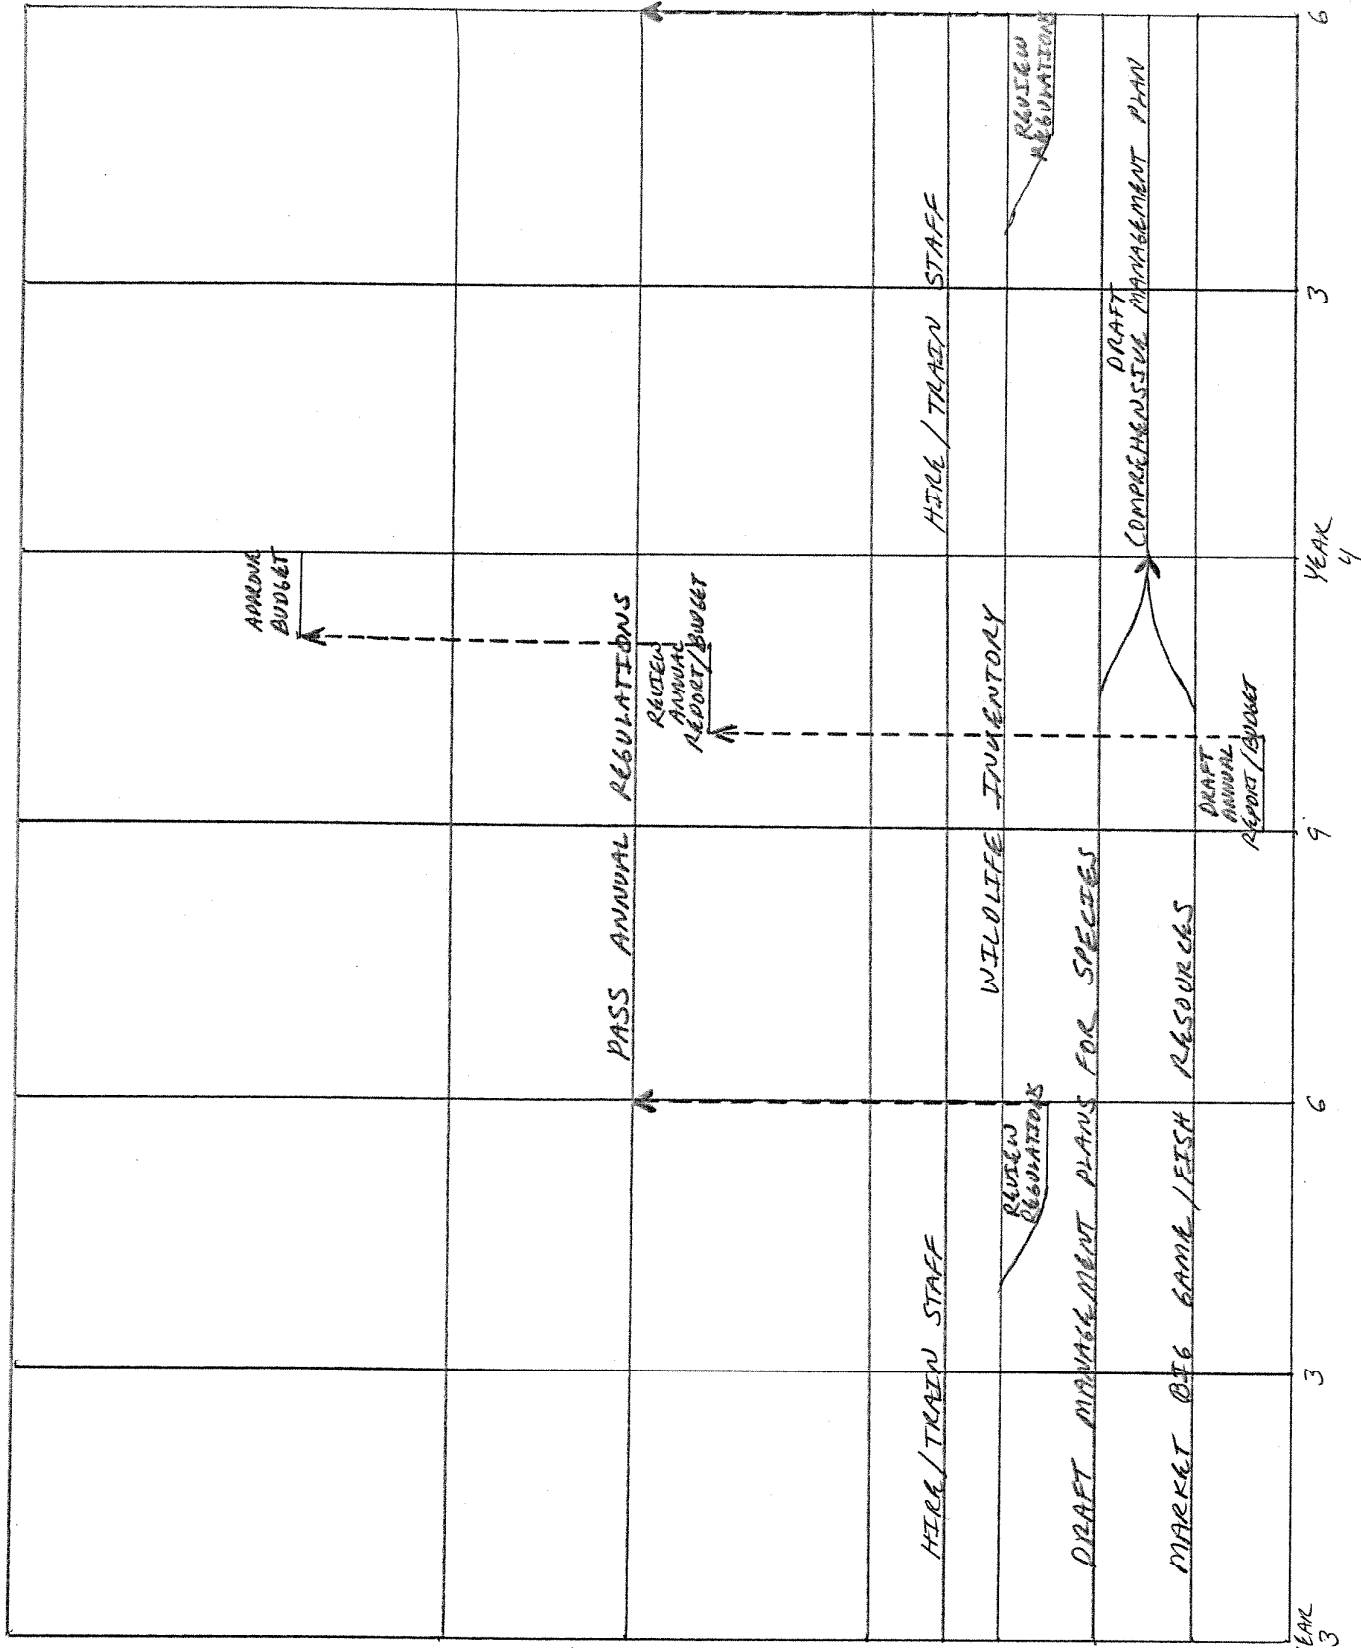 APPROVE
BUDGET
PASS ANNUAL REGULATIONS
REVIEW
ANNUAL
REPORT/BUDGET
HIRE/TRAIN STAFF
HIRE/TRAIN STAFF
WILDLIFE INVENTORY
REVIEW
REGULATIONS
REVIEW
REGULATIONS
DRAFT MANAGEMENT PLANS FOR SPECIES
DRAFT
COMPREHENSIVE MANAGEMENT PLAN
MARKET BIG GAME/FISH RESOURCES
DRAFT
ANNUAL
REPORT/BUDGET
YEAR
3
3
6
9
YEAR
4
3
6